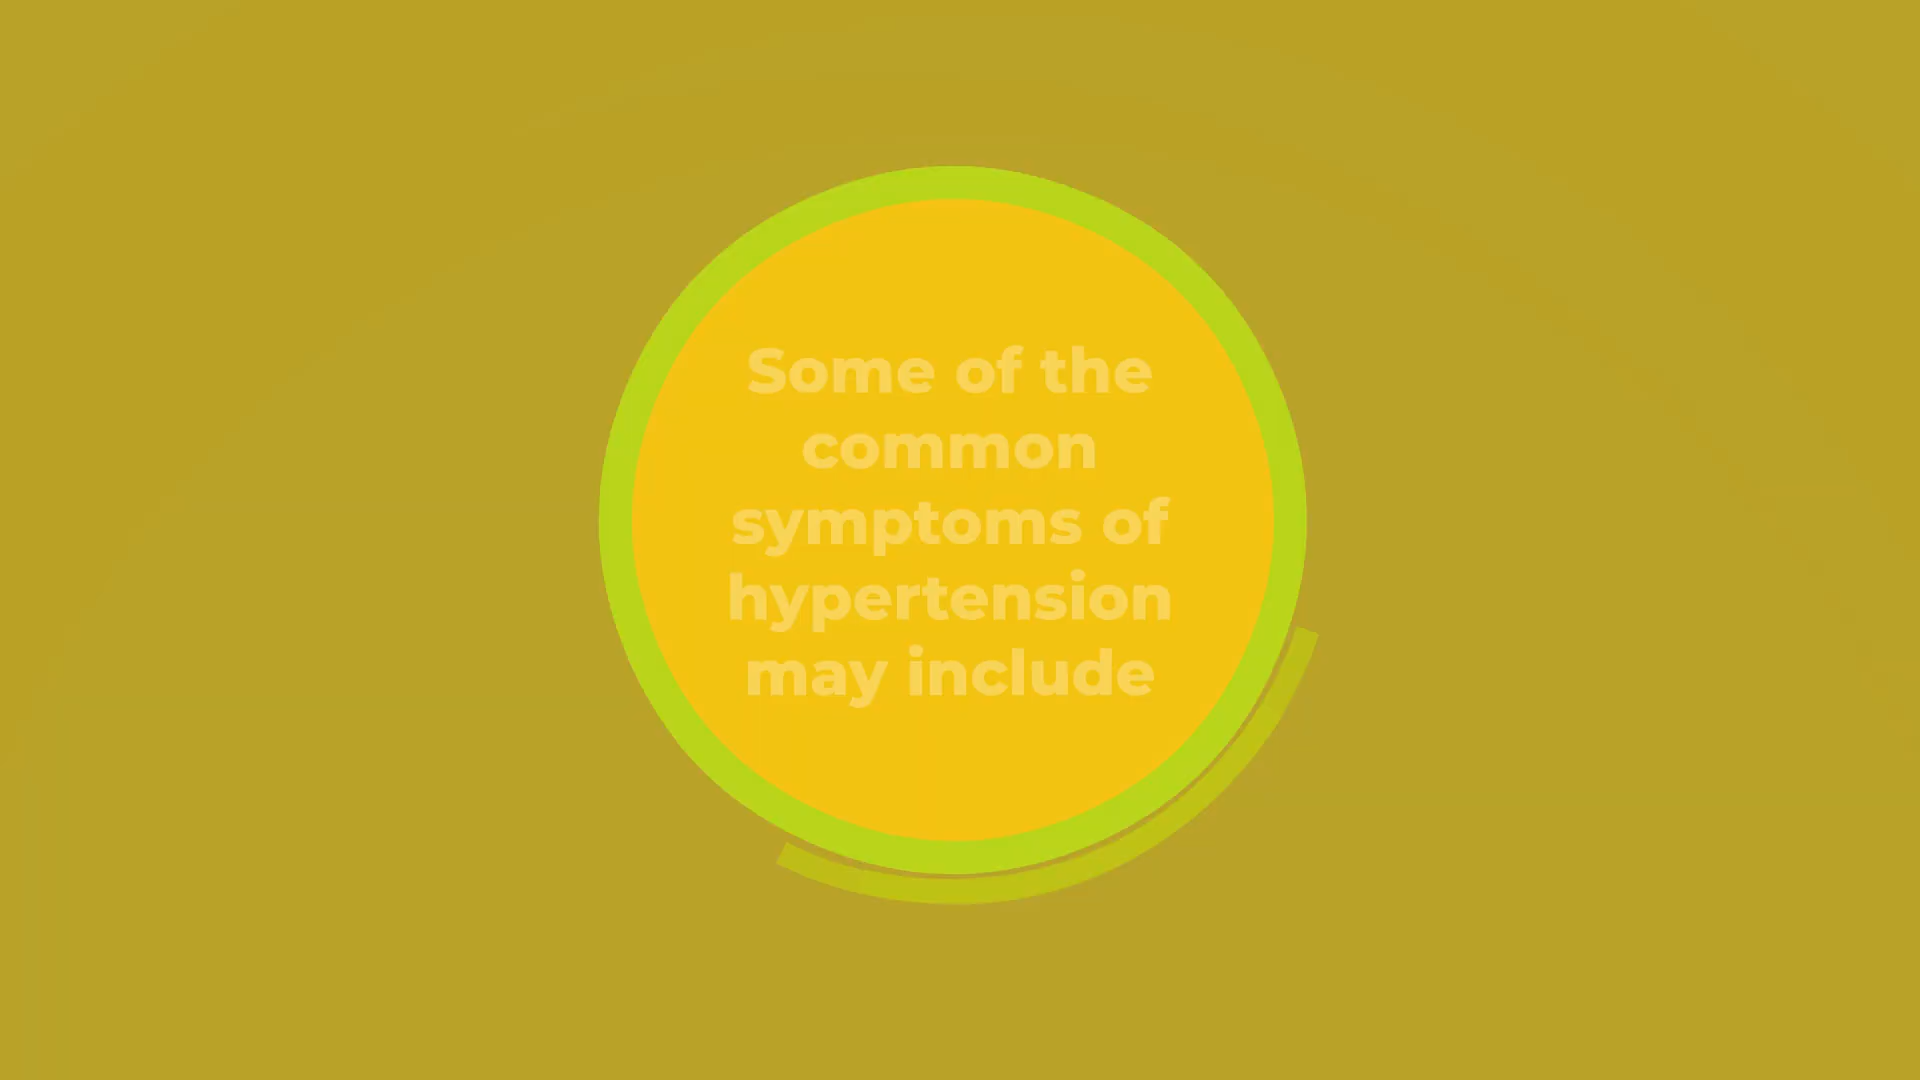 Some of the
common
symptoms of
hypertension
may include